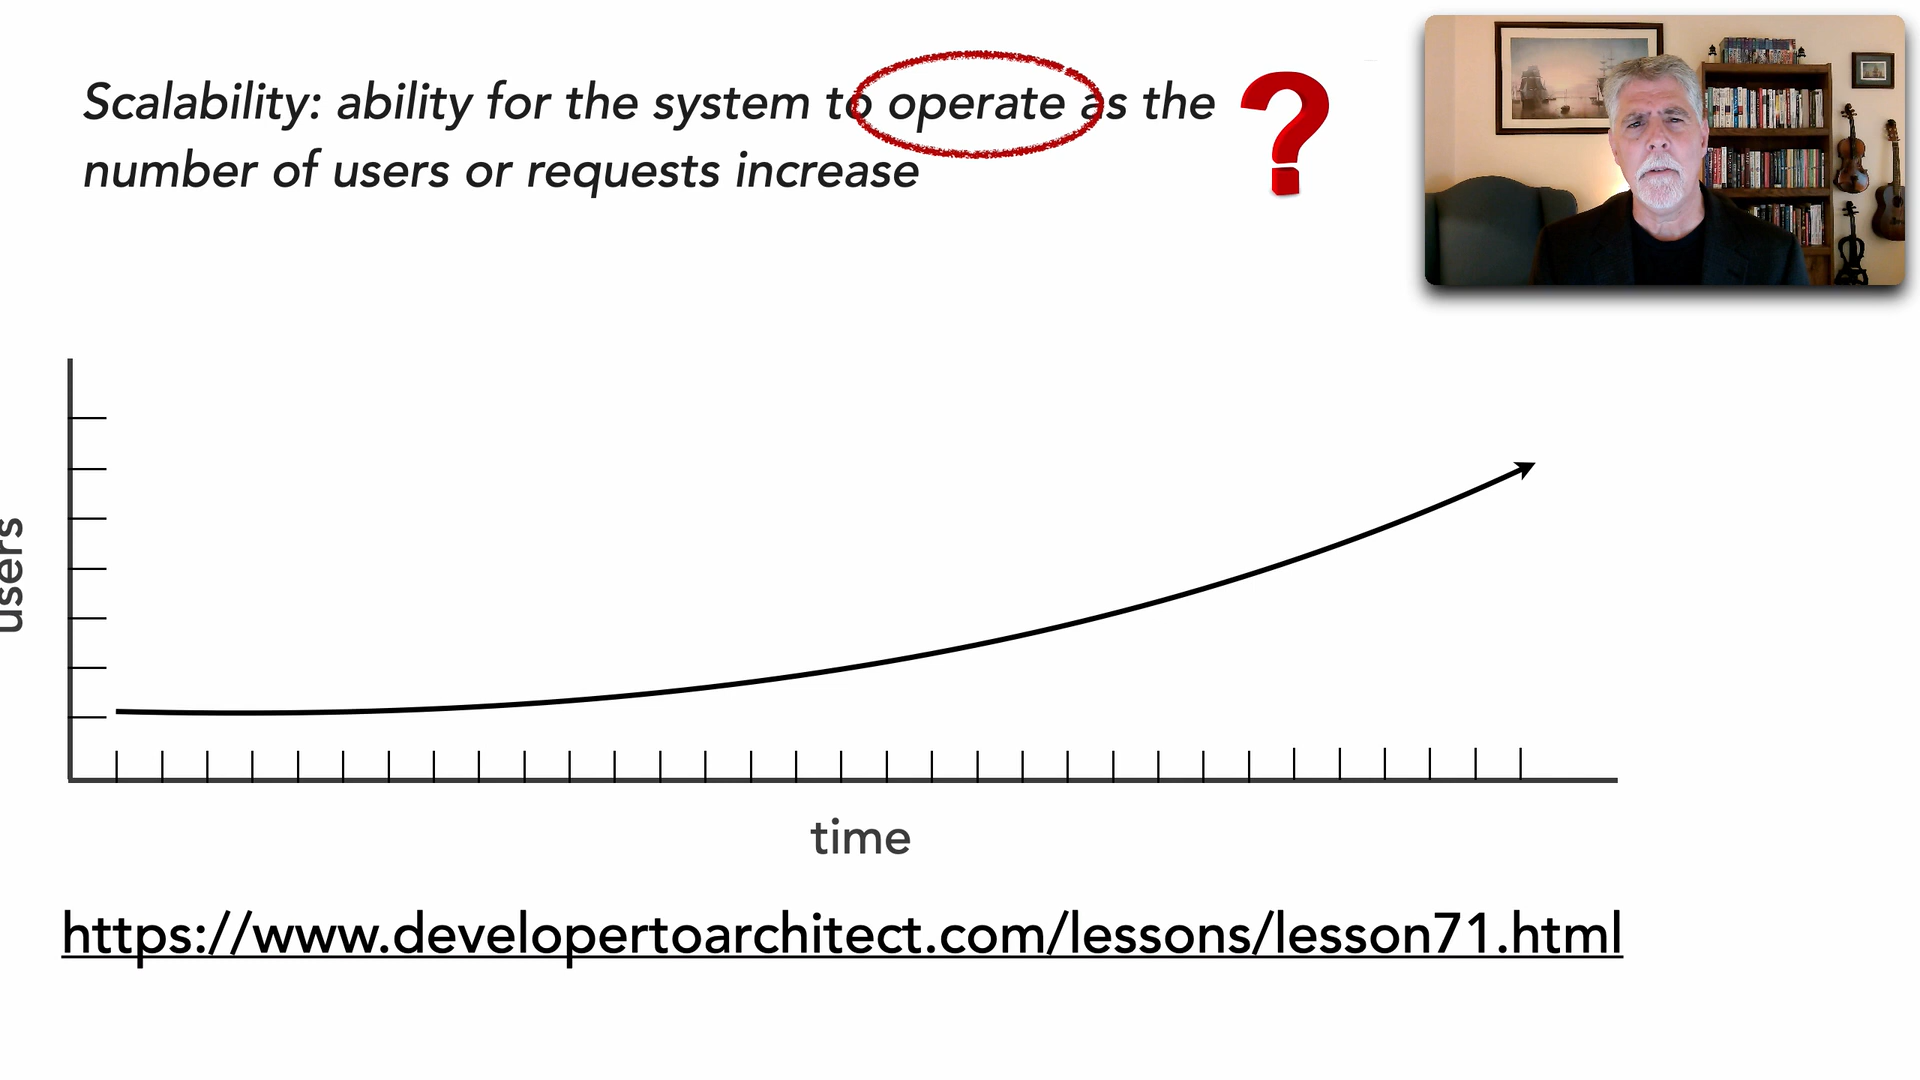 Scalability: ability for the system to operate as the
number of users or requests increase
?
users
time
https://www.developertoarchitect.com/lessons/lesson71.html